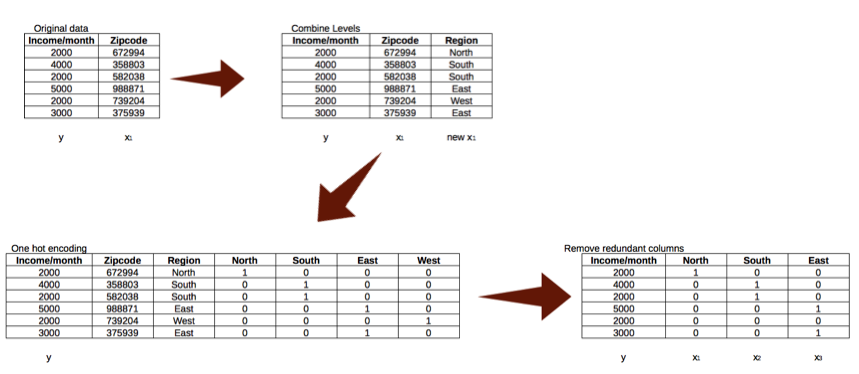 Original data
Income/month Zipcode
2000 672994
4000 358803
2000 582038
5000 988871
2000 739204
3000 375939
y x₁
Combine Levels
Income/month Zipcode Region
2000 672994 North
4000 358803 South
2000 582038 South
5000 988871 East
2000 739204 West
3000 375939 East
y x₁ new x₁
One hot encoding
Income/month Zipcode Region North South East West
2000 672994 North 1 0 0 0
4000 358803 South 0 1 0 0
2000 582038 South 0 1 0 0
5000 988871 East 0 0 1 0
2000 739204 West 0 0 0 1
3000 375939 East 0 0 1 0
y
Remove redundant columns
Income/month North South East
2000 1 0 0
4000 0 1 0
2000 0 1 0
5000 0 0 1
2000 0 0 0
3000 0 0 1
y x₁ x₂ x₃